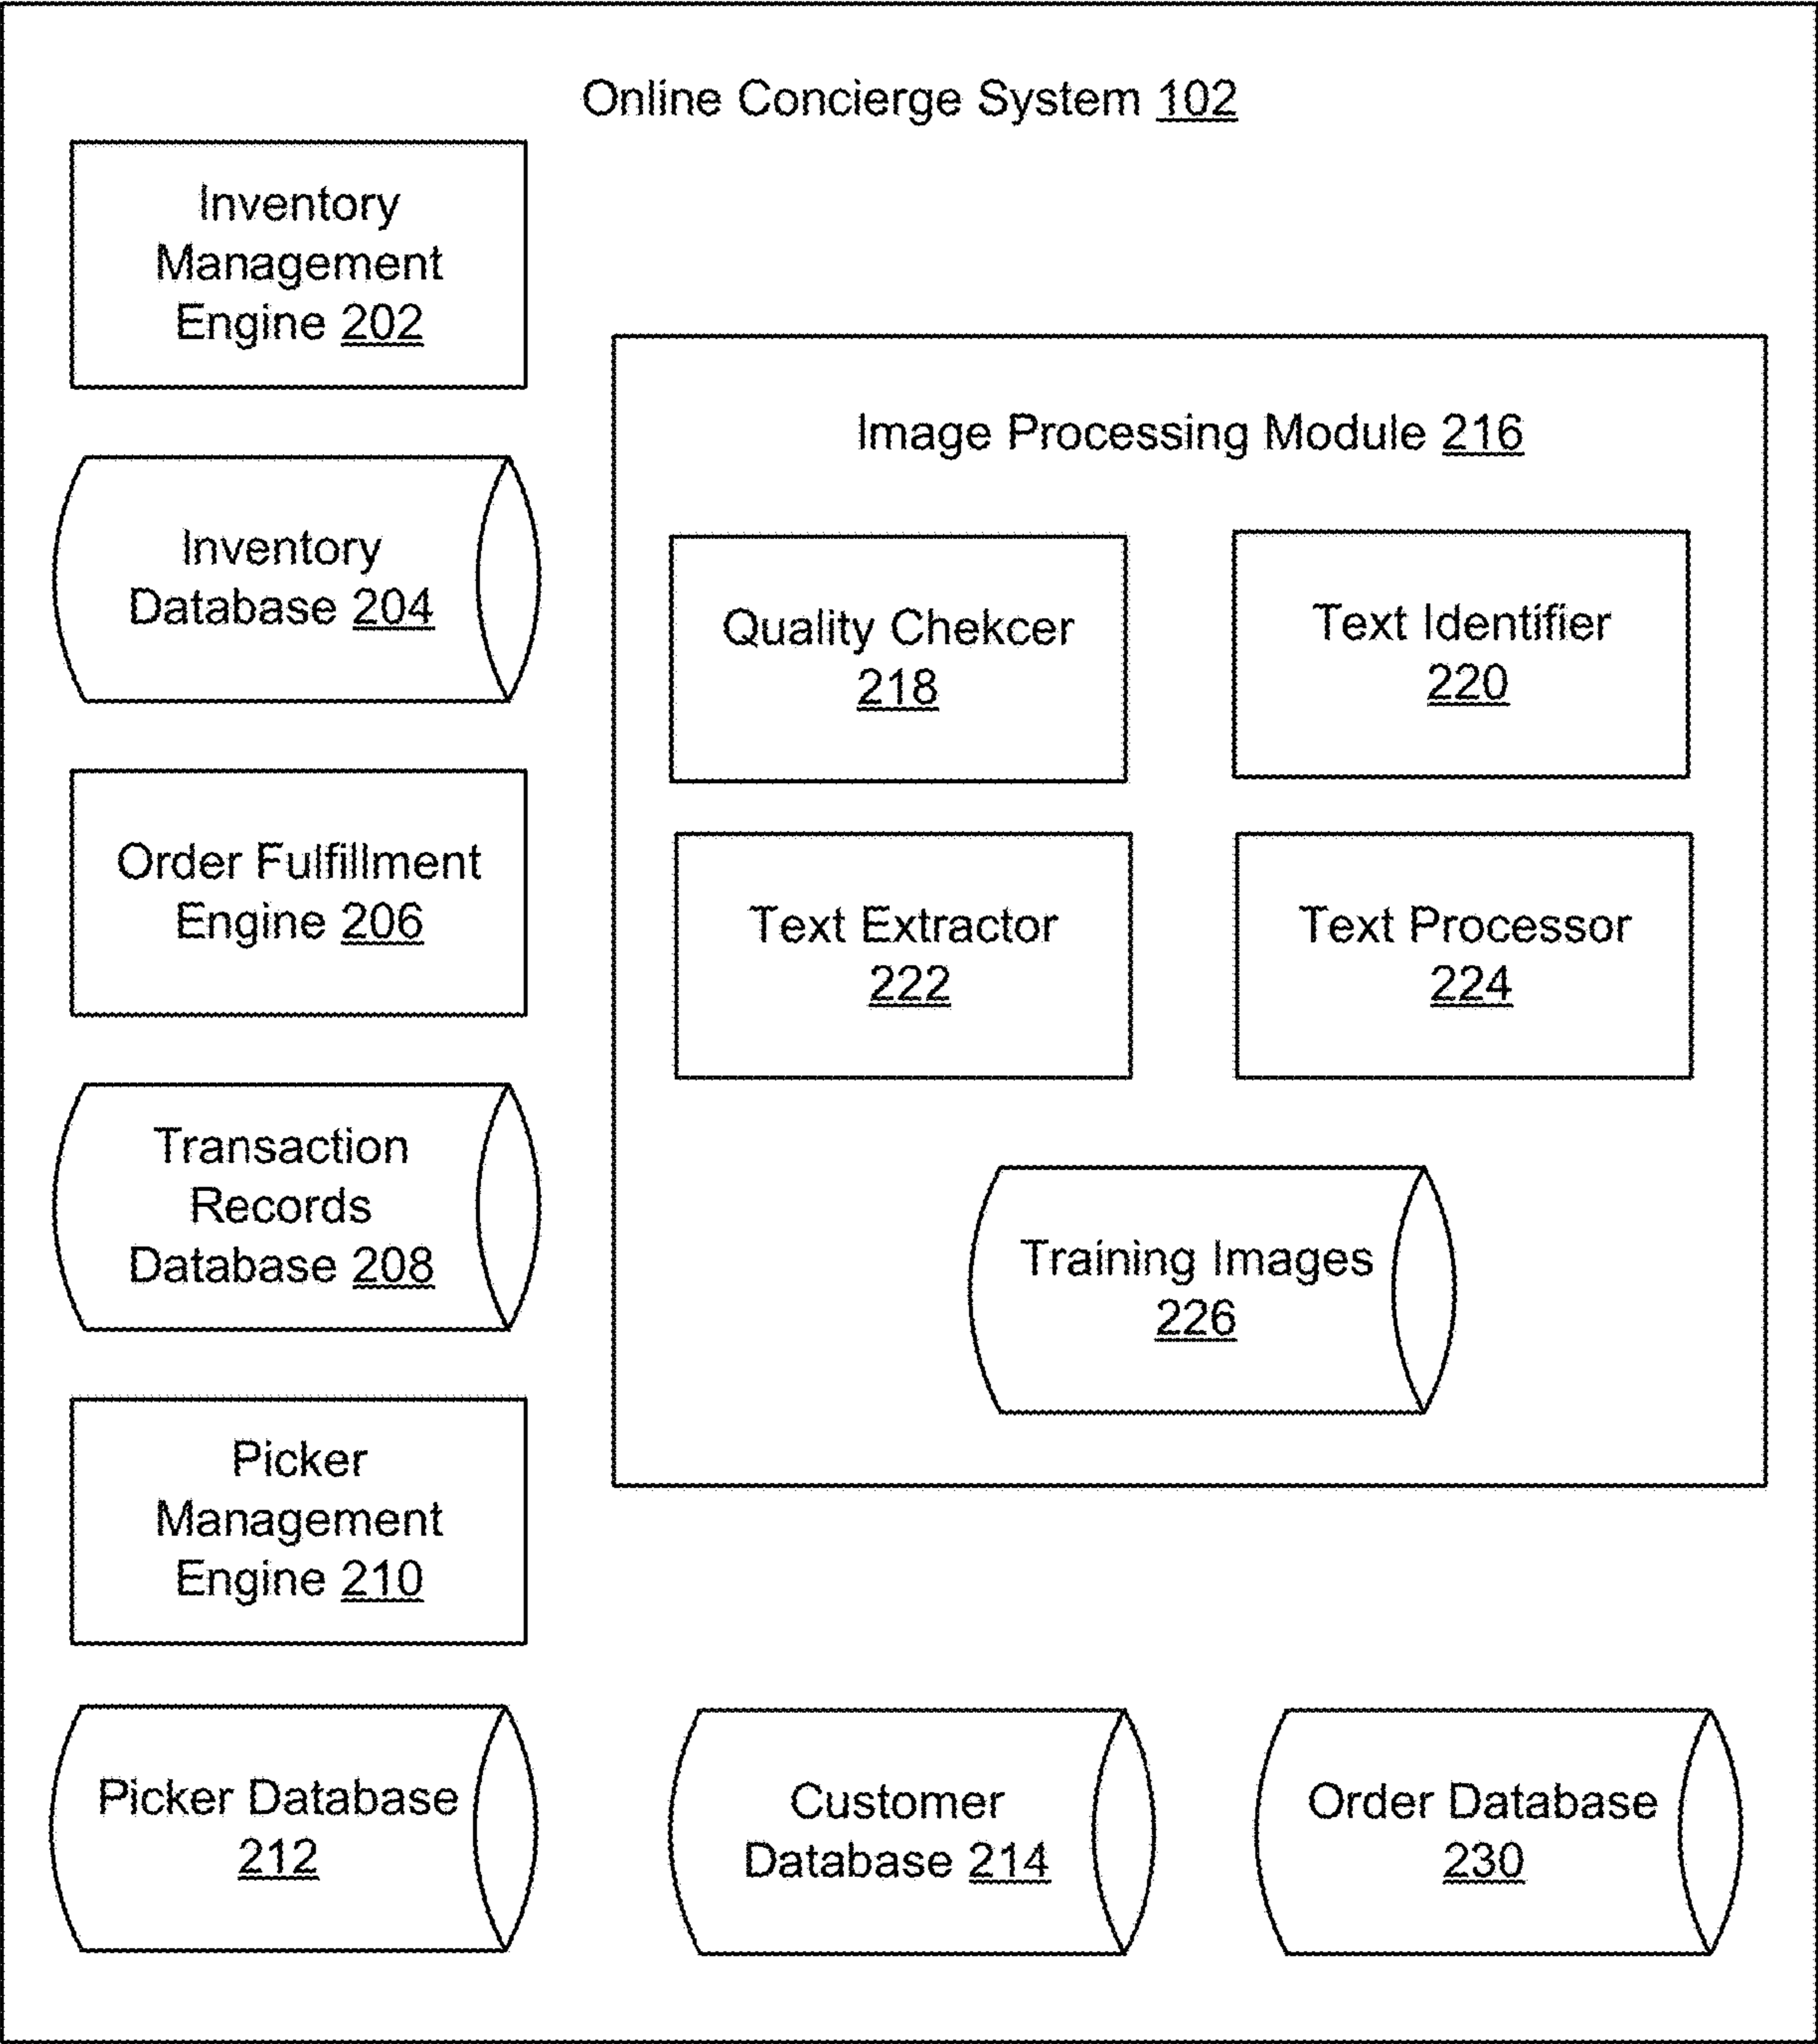 Online Concierge System 102
Inventory
Management
Engine 202
Inventory
Database 204
Order Fulfillment
Engine 206
Transaction
Records
Database 208
Picker
Management
Engine 210
Picker Database
212
Image Processing Module 216
Quality Chekcer
218
Text Identifier
220
Text Extractor
222
Text Processor
224
Training Images
226
Customer
Database 214
Order Database
230